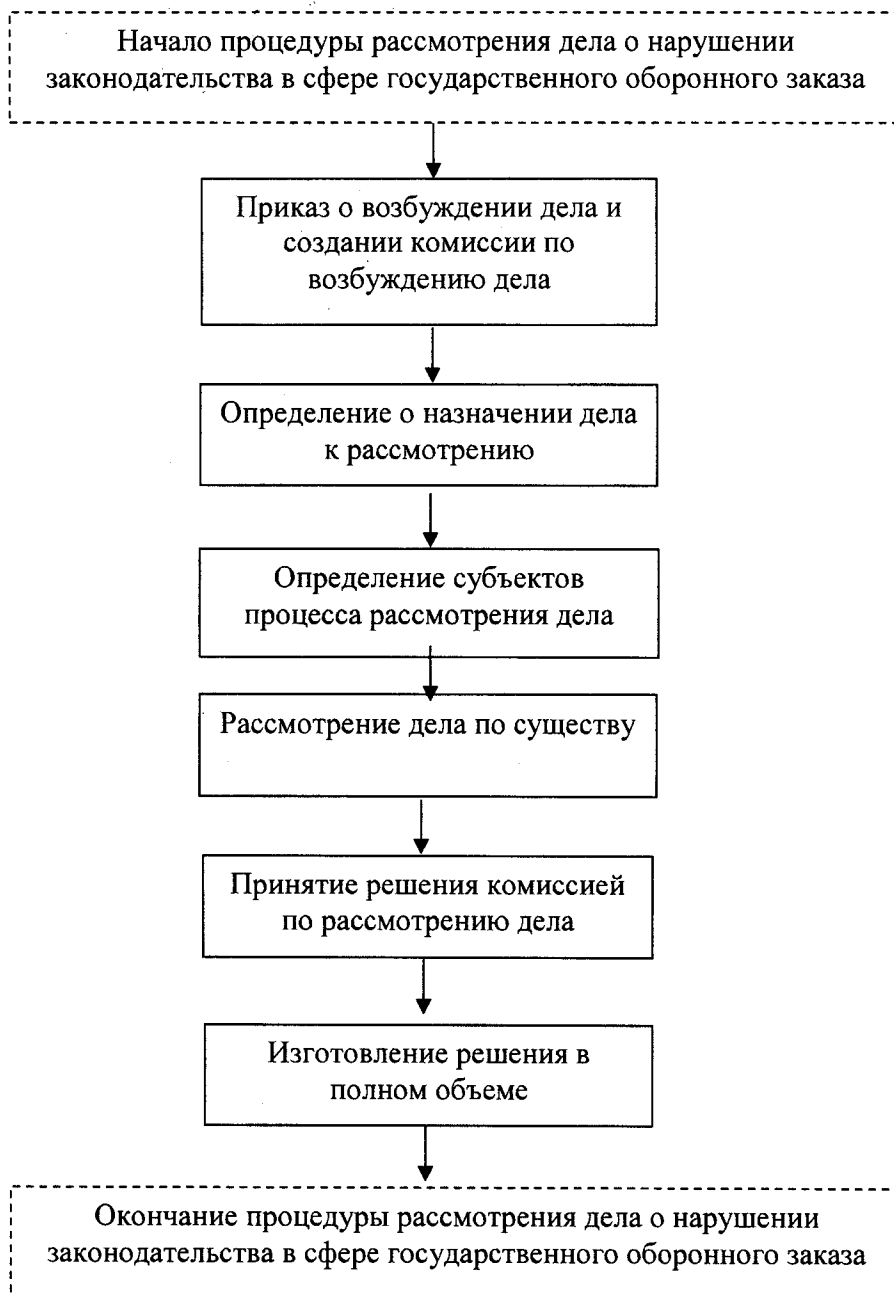 Начало процедуры рассмотрения дела о нарушении
законодательства в сфере государственного оборонного заказа
Приказ о возбуждении дела и
создании комиссии по
возбуждению дела
Определение о назначении дела
к рассмотрению
Определение субъектов
процесса рассмотрения дела
Рассмотрение дела по существу
Принятие решения комиссией
по рассмотрению дела
Изготовление решения в
полном объеме
Окончание процедуры рассмотрения дела о нарушении
законодательства в сфере государственного оборонного заказа